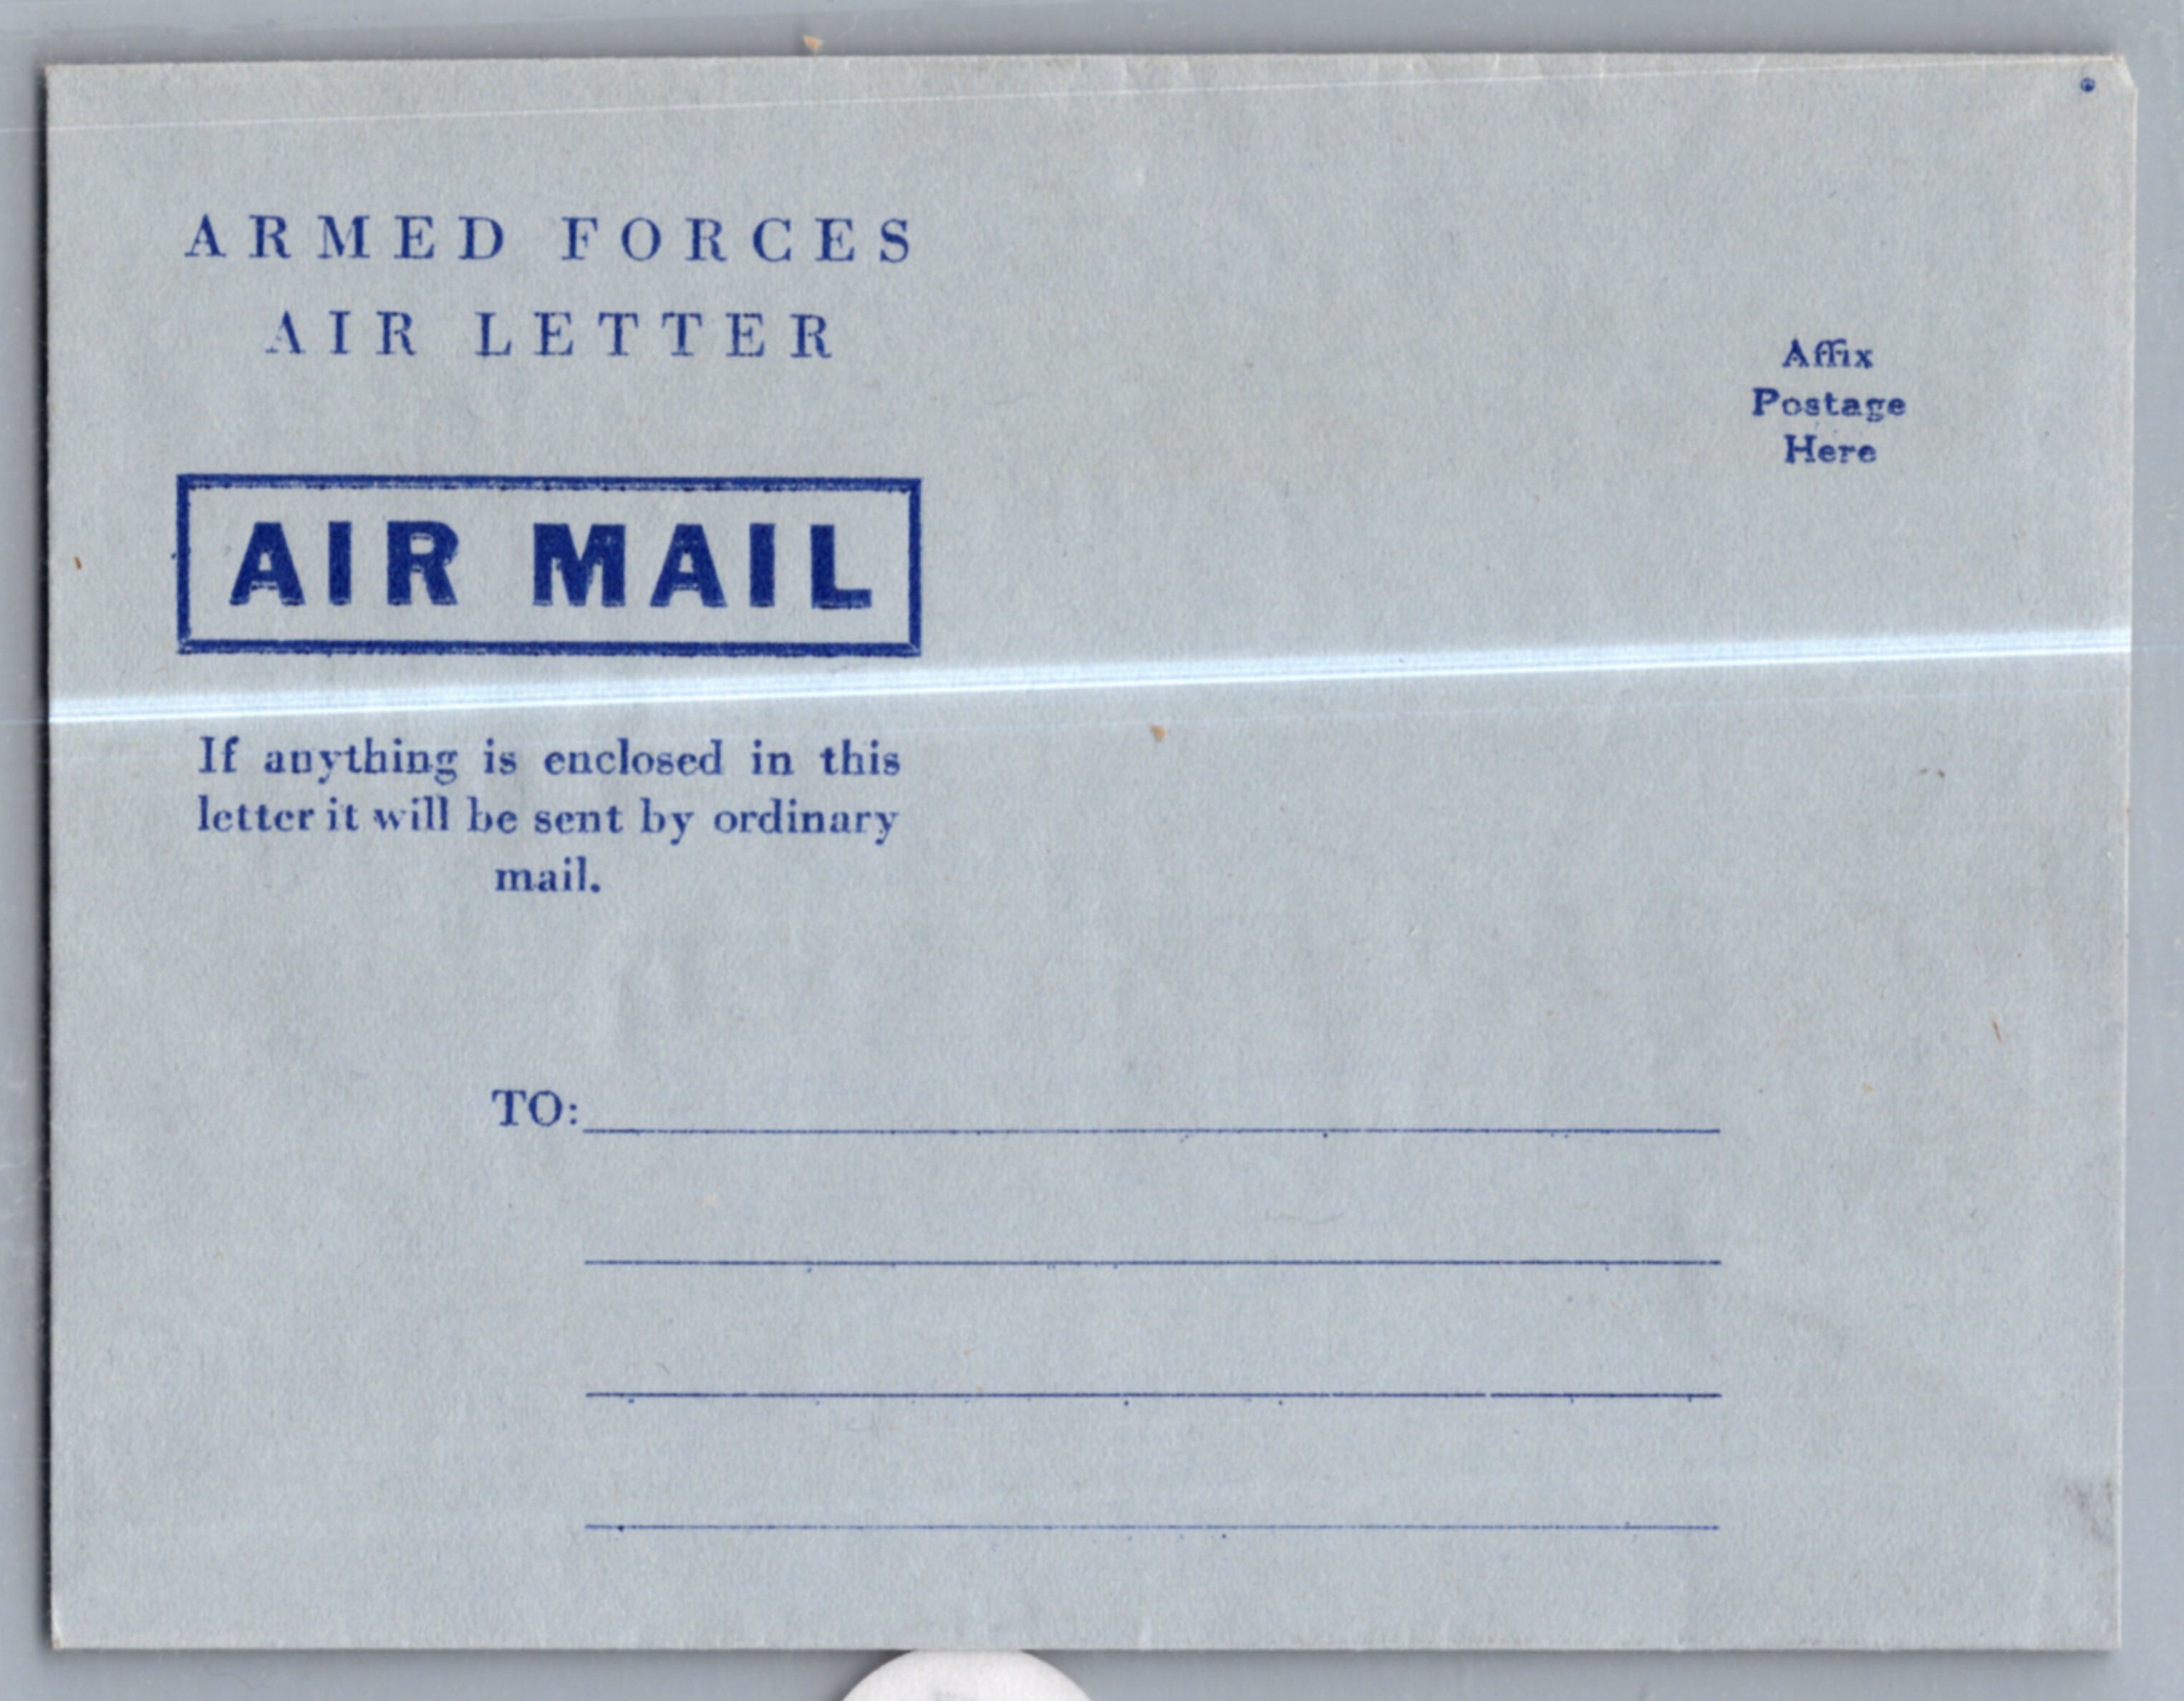 ARMED FORCES
AIR LETTER
Affix
Postage
Here
AIR MAIL
If anything is enclosed in this
letter it will be sent by ordinary
mail.
TO: